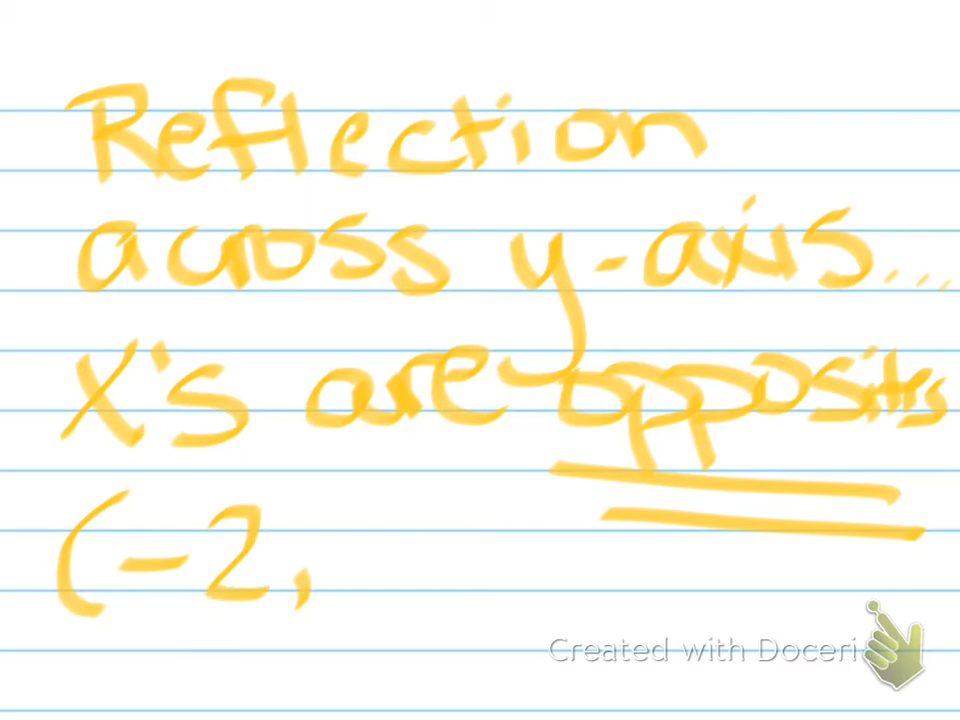 Reflection
across y-axis...
X's are opposites
(-2,
Created with Doceri